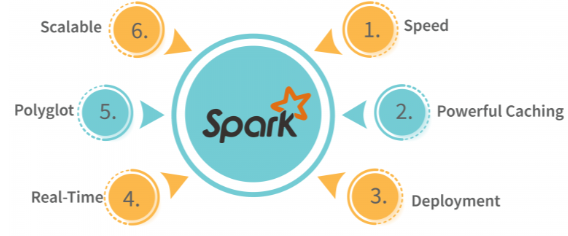 1. Speed
2. Powerful Caching
3. Deployment
4. Real-Time
5. Polyglot
6. Scalable
Spark